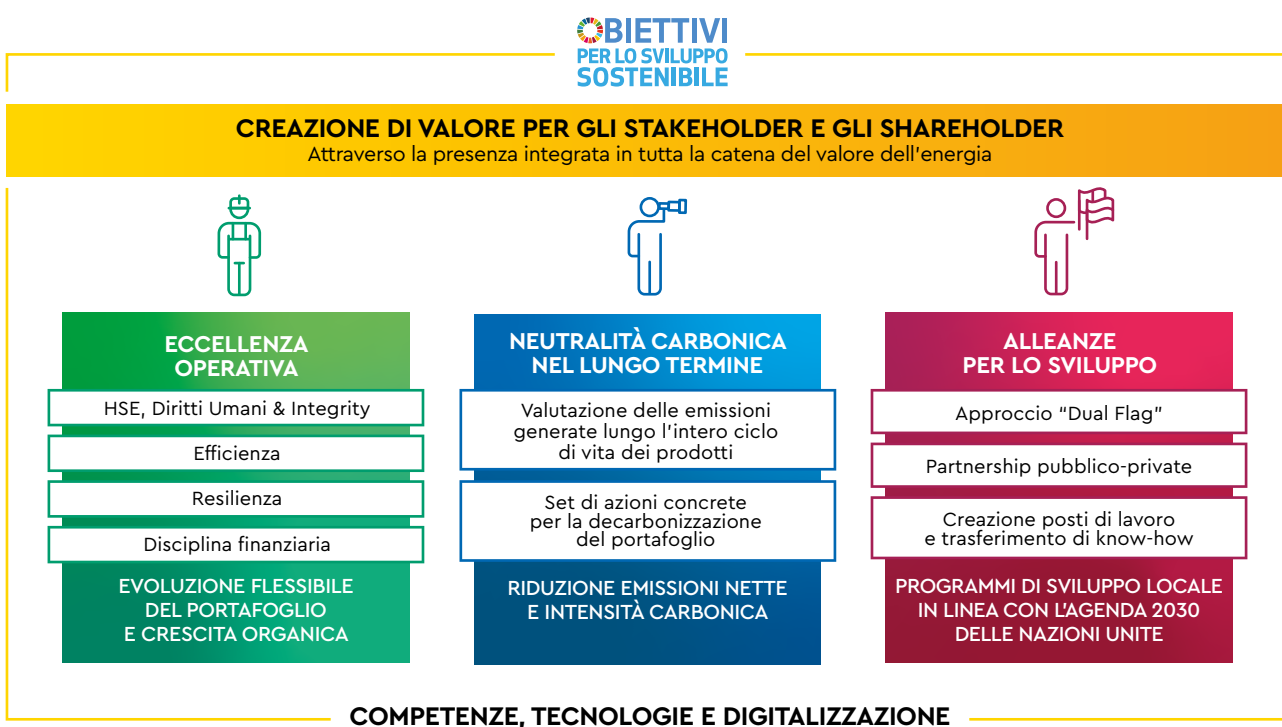 OBIETTIVI
PER LO SVILUPPO
SOSTENIBILE
CREAZIONE DI VALORE PER GLI STAKEHOLDER E GLI SHAREHOLDER
Attraverso la presenza integrata in tutta la catena del valore dell'energia
ECCELLENZA
OPERATIVA
HSE, Diritti Umani & Integrity
Efficienza
Resilienza
Disciplina finanziaria
EVOLUZIONE FLESSIBILE
DEL PORTAFOGLIO
E CRESCITA ORGANICA
NEUTRALITÀ CARBONICA
NEL LUNGO TERMINE
Valutazione delle emissioni
generate lungo l'intero ciclo
di vita dei prodotti
Set di azioni concrete
per la decarbonizzazione
del portafoglio
RIDUZIONE EMISSIONI NETTE
E INTENSITÀ CARBONICA
ALLEANZE
PER LO SVILUPPO
Approccio “Dual Flag”
Partnership pubblico-private
Creazione posti di lavoro
e trasferimento di know-how
PROGRAMMI DI SVILUPPO LOCALE
IN LINEA CON L'AGENDA 2030
DELLE NAZIONI UNITE
COMPETENZE, TECNOLOGIE E DIGITALIZZAZIONE